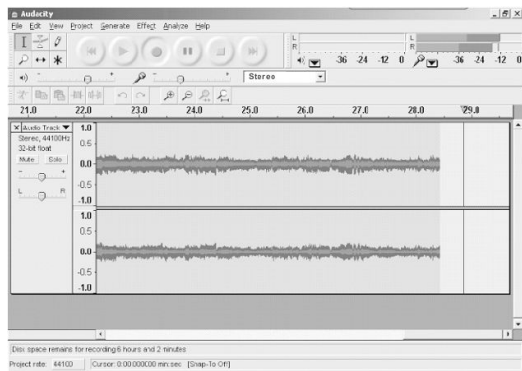 Audacity
File Edit View Project Generate Effect Analyze Help
L
R
-36 -24 -12 0
L
R
-36 -24 -12 0
Stereo
21.0 22.0 23.0 24.0 25.0 26.0 27.0 28.0 29.0
Audio Track
Stereo, 44100Hz
32-bit float
Mute Solo
- +
L R
1.0
0.5
0.0
-0.5
-1.0
1.0
0.5
0.0
-0.5
-1.0
Disk space remains for recording 6 hours and 2 minutes
Project rate: 44100 Cursor: 0:00.000000 min:sec [Snap-To Off]